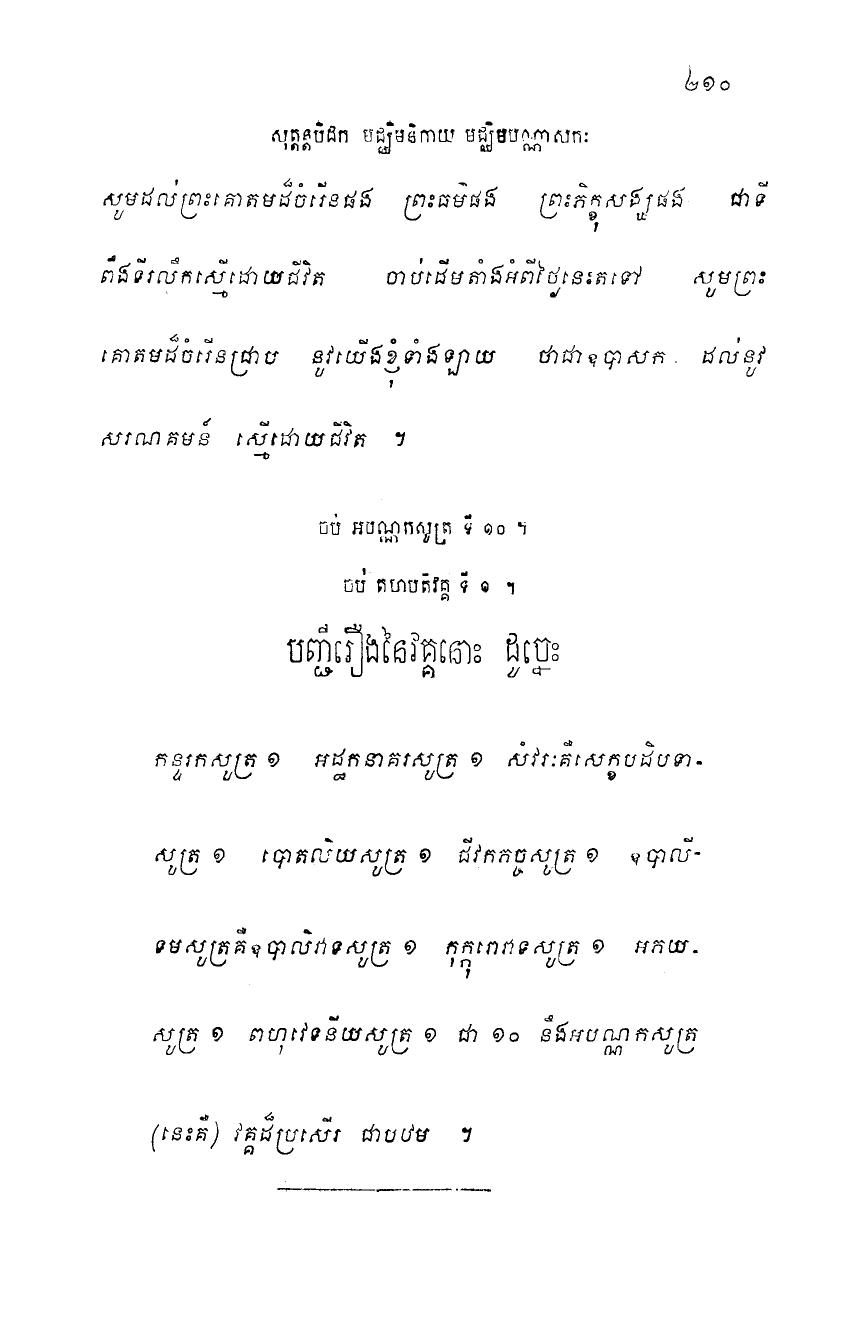 ២១០
សុត្តន្តបិដក មជ្ឈិមនិកាយ មជ្ឈិមបណ្ណាសកៈ
សូមដល់ព្រះគោតមដ៏ចំរើនផង ព្រះធម៌ផង ព្រះភិក្ខុសង្ឃផង ជាទី
ពឹងទីរលឹកស្មើដោយជីវិត ចាប់ដើមតាំងអំពីថ្ងៃនេះតទៅ សូមព្រះ
គោតមដ៏ចំរើនជ្រាប នូវយើងខ្ញុំទាំងឡាយ ថាជាឧបាសក ដល់នូវ
សរណគមន៍ ស្មើដោយជីវិត ។
ចប់ អបណ្ណកសូត្រ ទី ១០ ។
ចប់ គហបតិវគ្គ ទី ១ ។
បញ្ជីរឿងនៃវគ្គនោះ ដូច្នេះ
កន្ទរកសូត្រ ១ អដ្ឋកនាគរសូត្រ ១ សំវរៈគឺសេក្ខបដិបទា-
សូត្រ ១ បោតលិយសូត្រ ១ ជីវកភច្ចសូត្រ ១ ឧបាលី-
ទមសូត្រគឺឧបាលិវាទសូត្រ ១ កុក្កុរោវាទសូត្រ ១ អភយ-
សូត្រ ១ ពហុវេទនីយសូត្រ ១ ជា ១០ នឹងអបណ្ណកសូត្រ
(នេះគឺ) វគ្គដ៏ប្រសើរ ជាបឋម ។